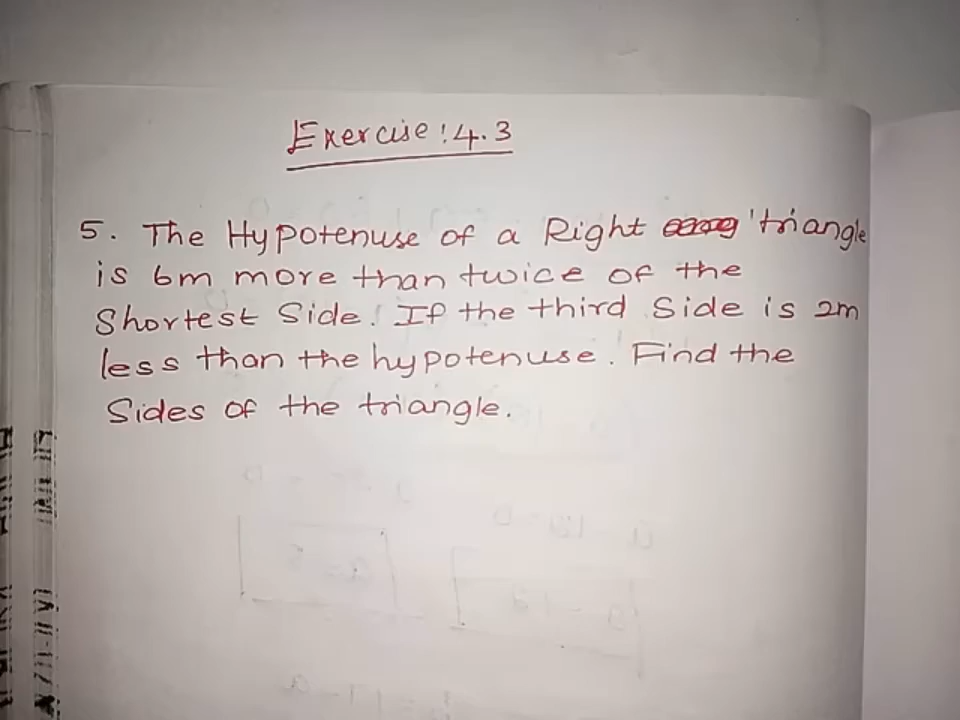 Exercise: 4.3
5. The Hypotenuse of a Right triangle
is 6m more than twice of the
Shortest Side. If the third Side is 2m
less than the hypotenuse. Find the
Sides of the triangle.